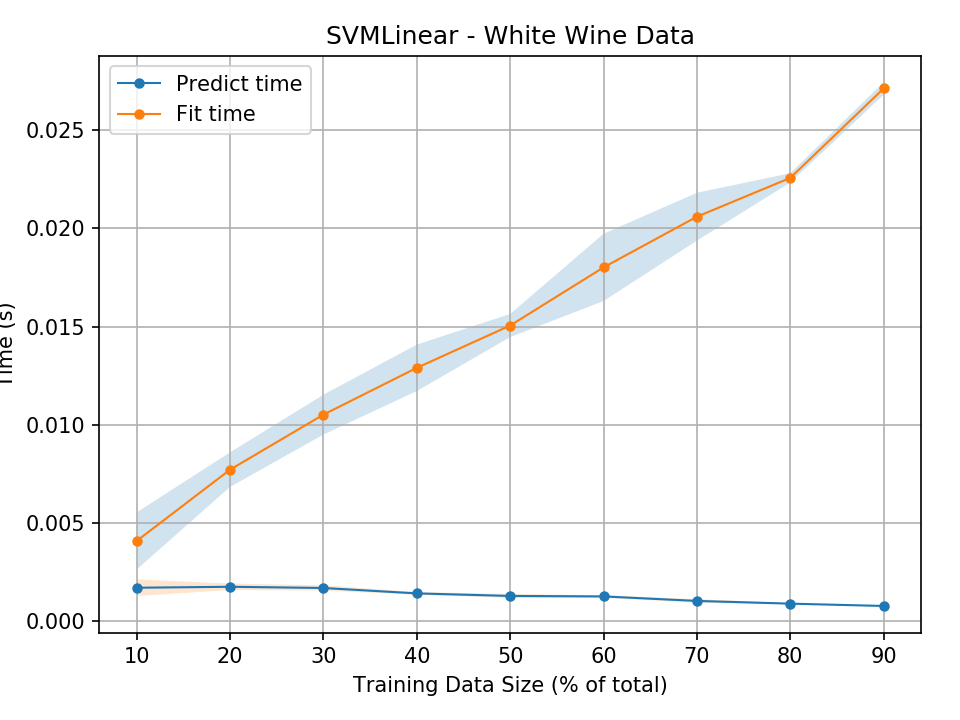 SVMLinear - White Wine Data
Predict time
Fit time
0.025
0.020
0.015
0.010
0.005
0.000
Time (s)
10 20 30 40 50 60 70 80 90
Training Data Size (% of total)